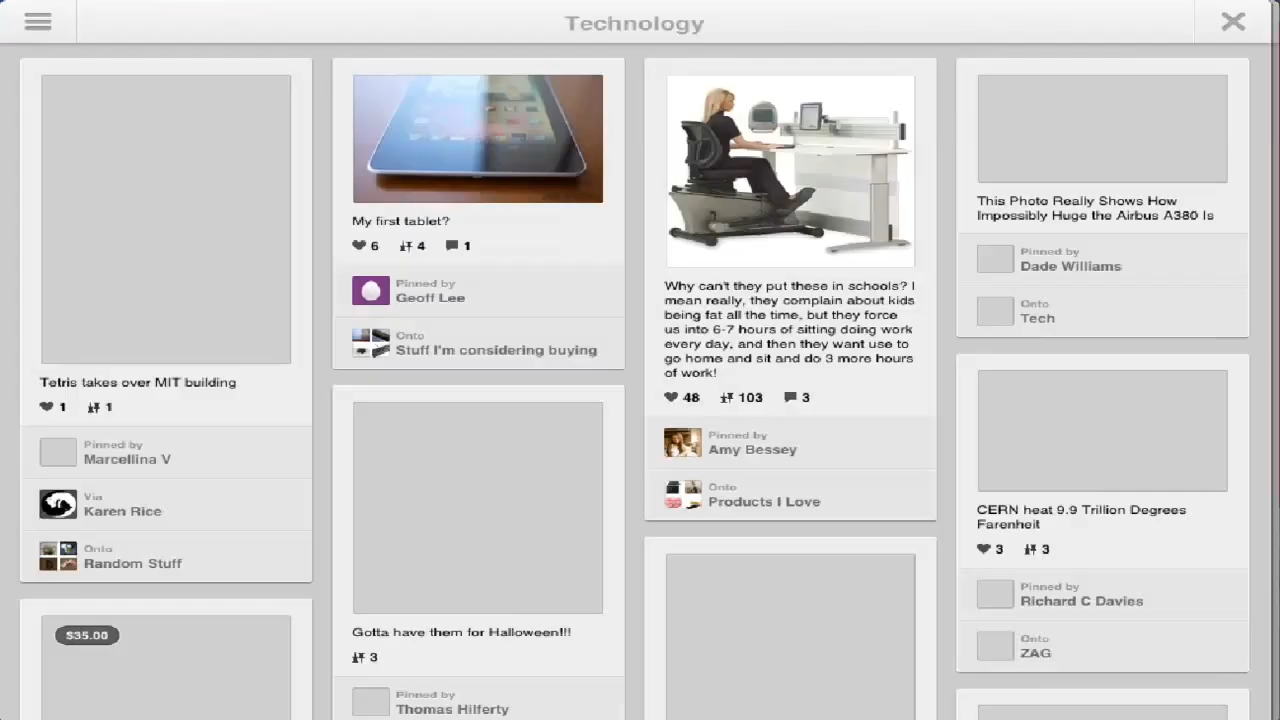 Technology
Tetris takes over MIT building
1 1
Pinned by
Marcellina V
Via
Karen Rice
Onto
Random Stuff
$35.00
My first tablet?
6 4 1
Pinned by
Geoff Lee
Onto
Stuff I'm considering buying
Gotta have them for Halloween!!!
3
Pinned by
Thomas Hilferty
Why can't they put these in schools? I
mean really, they complain about kids
being fat all the time, but they force
us into 6-7 hours of sitting doing work
every day, and then they want use to
go home and sit and do 3 more hours
of work!
48 103 3
Pinned by
Amy Bessey
Onto
Products I Love
This Photo Really Shows How
Impossibly Huge the Airbus A380 Is
Pinned by
Dade Williams
Onto
Tech
CERN heat 9.9 Trillion Degrees
Farenheit
3 3
Pinned by
Richard C Davies
Onto
ZAG